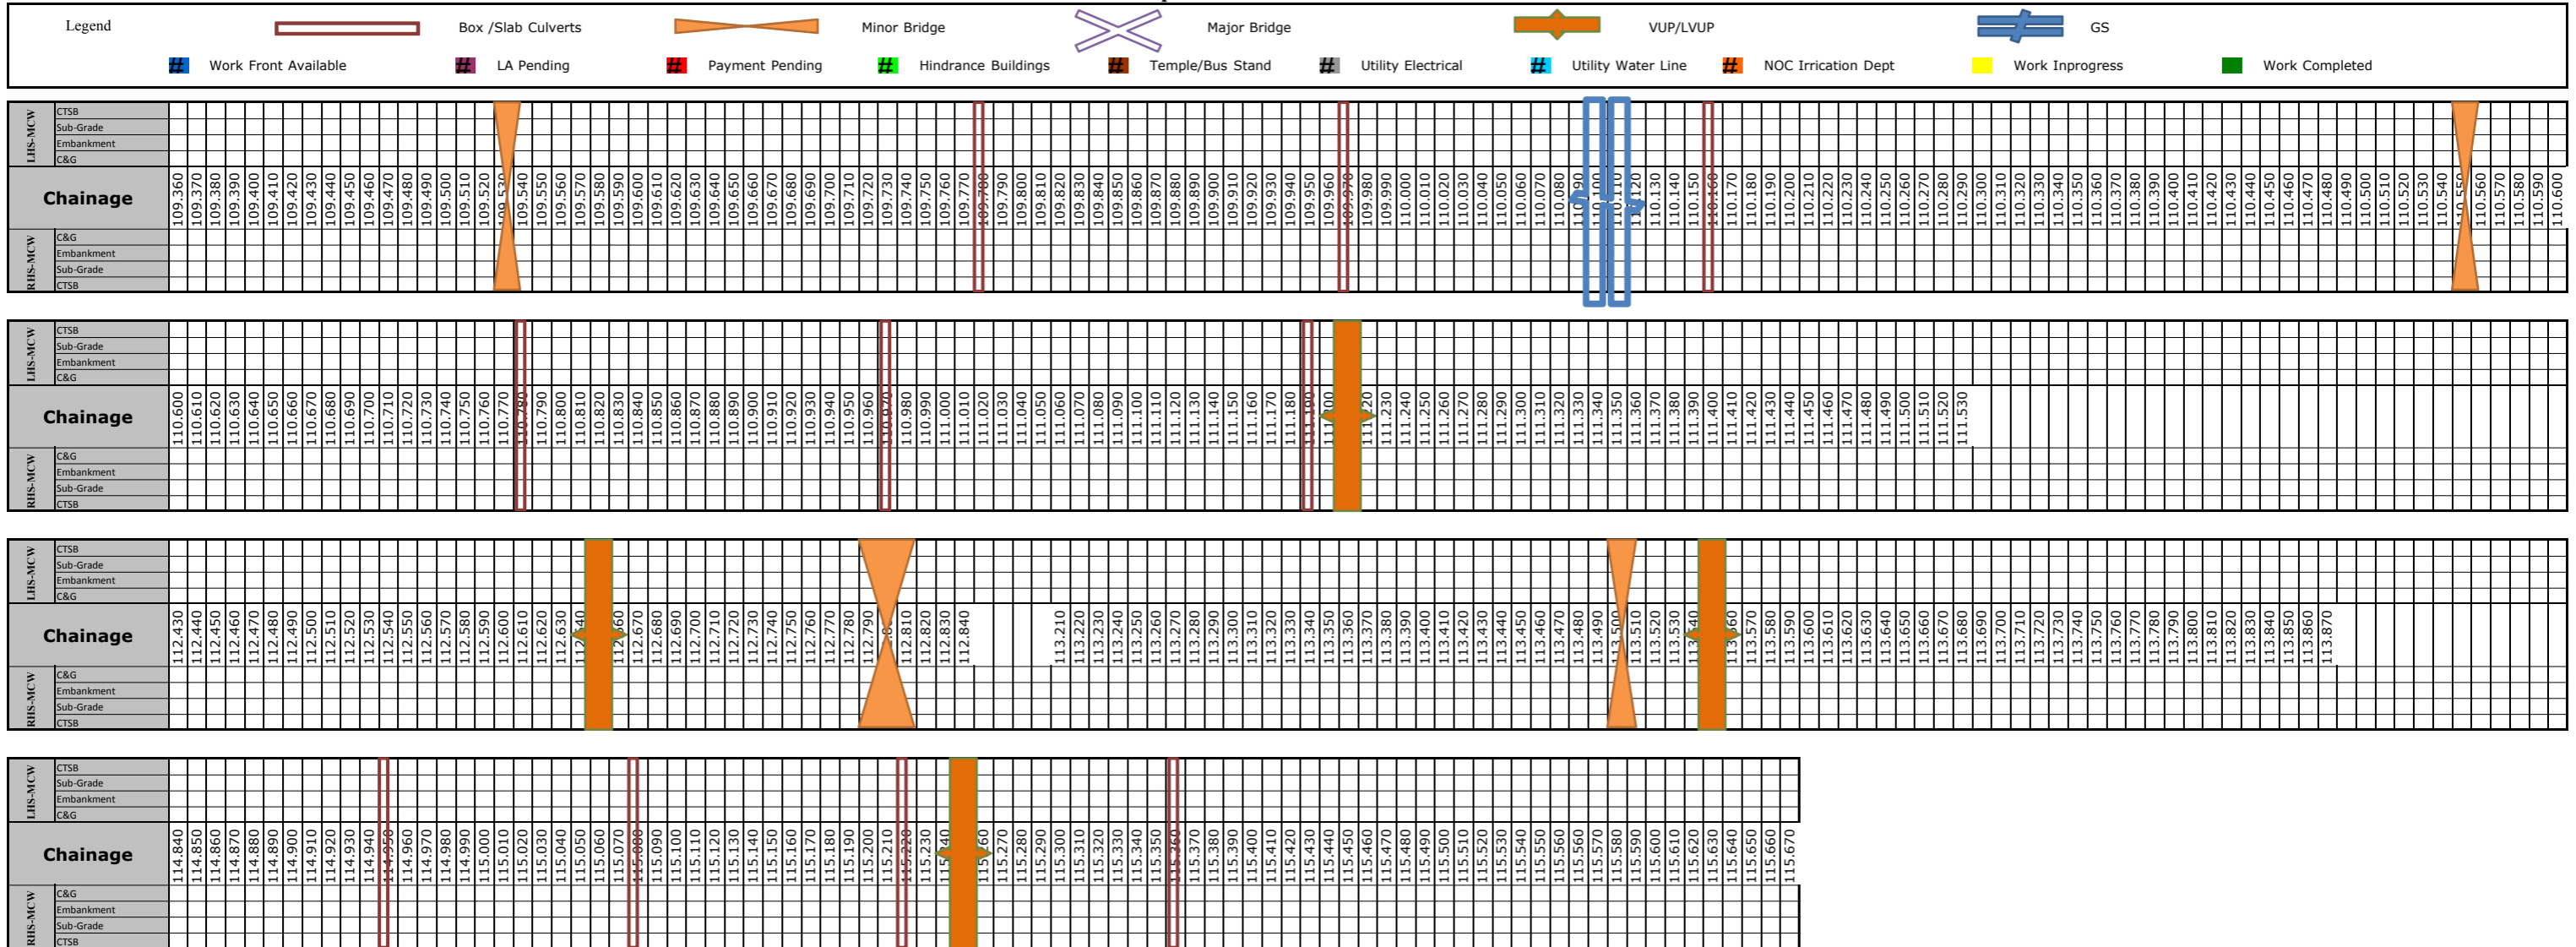 Legend Box /Slab Culverts Minor Bridge Major Bridge VUP/LVUP GS
# Work Front Available # LA Pending # Payment Pending # Hindrance Buildings # Temple/Bus Stand # Utility Electrical # Utility Water Line # NOC Irrication Dept Work Inprogress Work Completed
LHS-MCW
CTSB
Sub-Grade
Embankment
C&G
Chainage 109.360 109.370 109.380 109.390 109.400 109.410 109.420 109.430 109.440 109.450 109.460 109.470 109.480 109.490 109.500 109.510 109.520 109.540 109.550 109.560 109.570 109.580 109.590 109.600 109.610 109.620 109.630 109.640 109.650 109.660 109.670 109.680 109.690 109.700 109.710 109.720 109.730 109.740 109.750 109.760 109.770 109.780 109.790 109.800 109.810 109.820 109.830 109.840 109.850 109.860 109.870 109.880 109.890 109.900 109.910 109.920 109.930 109.940 109.950 109.960 109.970 109.980 109.990 110.000 110.010 110.020 110.030 110.040 110.050 110.060 110.070 110.080 110.120 110.130 110.140 110.150 110.160 110.170 110.180 110.190 110.200 110.210 110.220 110.230 110.240 110.250 110.260 110.270 110.280 110.290 110.300 110.310 110.320 110.330 110.340 110.350 110.360 110.370 110.380 110.390 110.400 110.410 110.420 110.430 110.440 110.450 110.460 110.470 110.480 110.490 110.500 110.510 110.520 110.530 110.540 110.560 110.570 110.580 110.590 110.600
RHS-MCW
C&G
Embankment
Sub-Grade
CTSB
LHS-MCW
CTSB
Sub-Grade
Embankment
C&G
Chainage 110.600 110.610 110.620 110.630 110.640 110.650 110.660 110.670 110.680 110.690 110.700 110.710 110.720 110.730 110.740 110.750 110.760 110.770 110.780 110.790 110.800 110.810 110.820 110.830 110.840 110.850 110.860 110.870 110.880 110.890 110.900 110.910 110.920 110.930 110.940 110.950 110.960 110.970 110.980 110.990 111.000 111.010 111.020 111.030 111.040 111.050 111.060 111.070 111.080 111.090 111.100 111.110 111.120 111.130 111.140 111.150 111.160 111.170 111.180 111.190 111.230 111.240 111.250 111.260 111.270 111.280 111.290 111.300 111.310 111.320 111.330 111.340 111.350 111.360 111.370 111.380 111.390 111.400 111.410 111.420 111.430 111.440 111.450 111.460 111.470 111.480 111.490 111.500 111.510 111.520 111.530
RHS-MCW
C&G
Embankment
Sub-Grade
CTSB
LHS-MCW
CTSB
Sub-Grade
Embankment
C&G
Chainage 112.430 112.440 112.450 112.460 112.470 112.480 112.490 112.500 112.510 112.520 112.530 112.540 112.550 112.560 112.570 112.580 112.590 112.600 112.610 112.620 112.630 112.670 112.680 112.690 112.700 112.710 112.720 112.730 112.740 112.750 112.760 112.770 112.780 112.790 112.810 112.820 112.830 112.840 113.210 113.220 113.230 113.240 113.250 113.260 113.270 113.280 113.290 113.300 113.310 113.320 113.330 113.340 113.350 113.360 113.370 113.380 113.390 113.400 113.410 113.420 113.430 113.440 113.450 113.460 113.470 113.480 113.490 113.510 113.520 113.530 113.570 113.580 113.590 113.600 113.610 113.620 113.630 113.640 113.650 113.660 113.670 113.680 113.690 113.700 113.710 113.720 113.730 113.740 113.750 113.760 113.770 113.780 113.790 113.800 113.810 113.820 113.830 113.840 113.850 113.860 113.870
RHS-MCW
C&G
Embankment
Sub-Grade
CTSB
LHS-MCW
CTSB
Sub-Grade
Embankment
C&G
Chainage 114.840 114.850 114.860 114.870 114.880 114.890 114.900 114.910 114.920 114.930 114.940 114.950 114.960 114.970 114.980 114.990 115.000 115.010 115.020 115.030 115.040 115.050 115.060 115.070 115.080 115.090 115.100 115.110 115.120 115.130 115.140 115.150 115.160 115.170 115.180 115.190 115.200 115.210 115.220 115.230 115.270 115.280 115.290 115.300 115.310 115.320 115.330 115.340 115.350 115.360 115.370 115.380 115.390 115.400 115.410 115.420 115.430 115.440 115.450 115.460 115.470 115.480 115.490 115.500 115.510 115.520 115.530 115.540 115.550 115.560 115.570 115.580 115.590 115.600 115.610 115.620 115.630 115.640 115.650 115.660 115.670
RHS-MCW
C&G
Embankment
Sub-Grade
CTSB